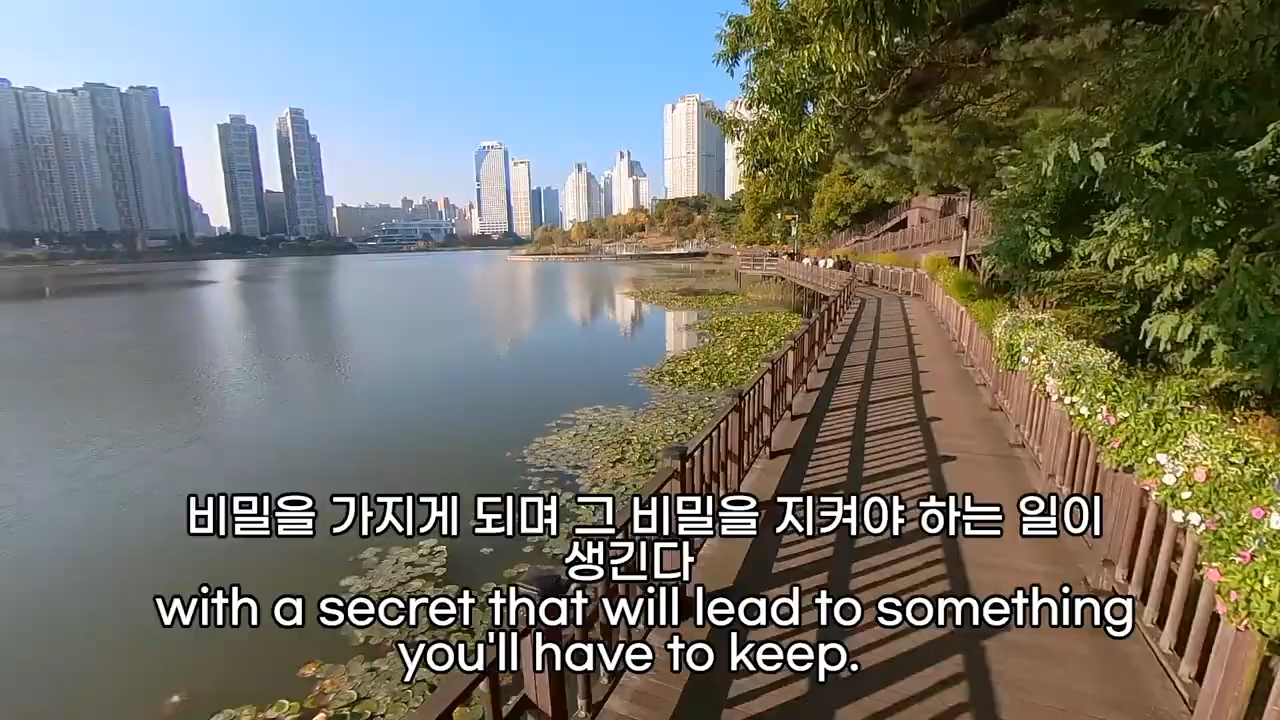 비밀을 가지게 되며 그 비밀을 지켜야 하는 일이
생긴다
with a secret that will lead to something
you'll have to keep.